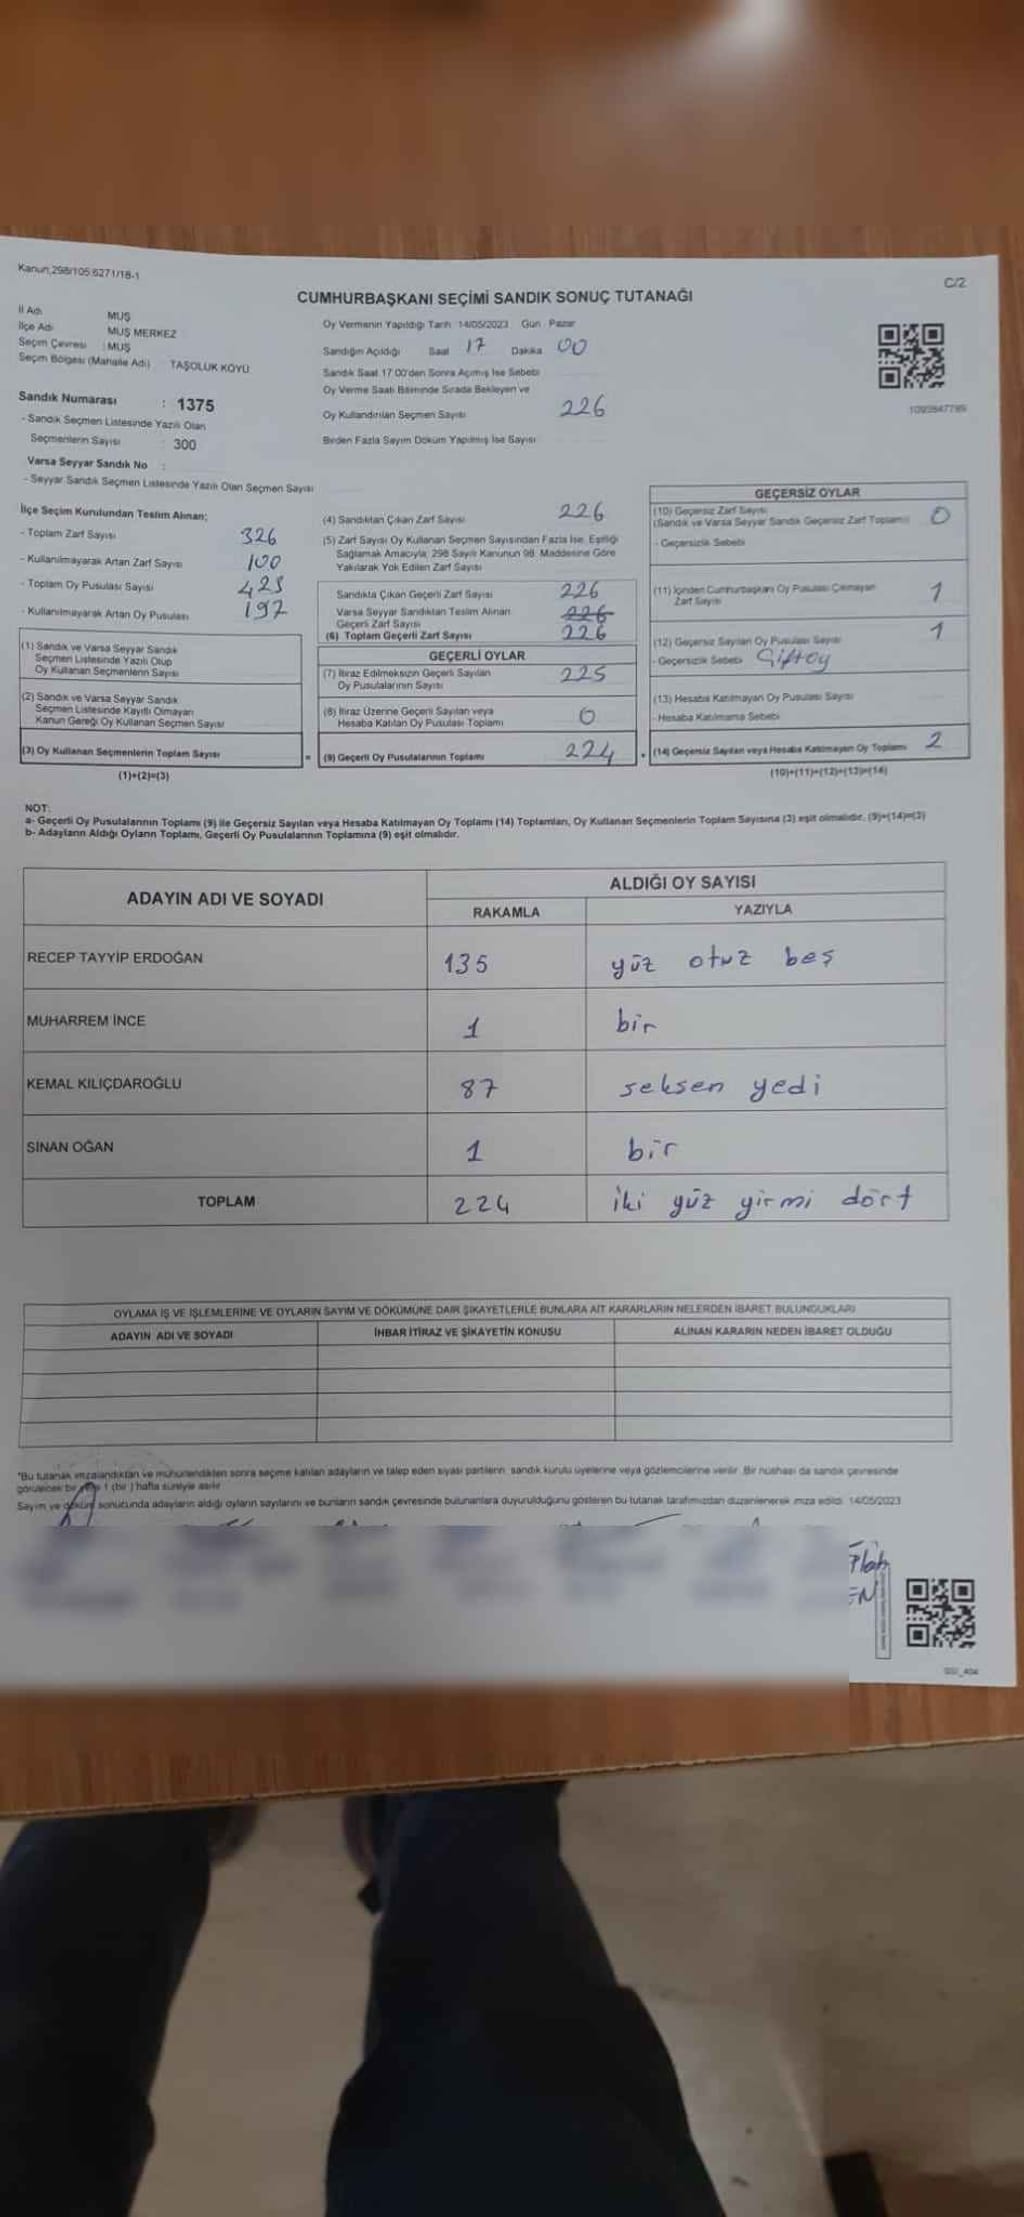 Kanun;298/105.6271/18-1
C/2
CUMHURBAŞKANI SEÇİMİ SANDIK SONUÇ TUTANAĞI
İl Adı : MUŞ
İlçe Adı : MUŞ MERKEZ
Seçim Çevresi : MUŞ
Seçim Bölgesi (Mahalle Adı) : TAŞOLUK KÖYÜ
Sandık Numarası : 1375
- Sandık Seçmen Listesinde Yazılı Olan
Seçmenlerin Sayısı : 300
Varsa Seyyar Sandık No :
- Seyyar Sandık Seçmen Listesinde Yazılı Olan Seçmen Sayısı
Oy Vermenin Yapıldığı Tarih: 14/05/2023 Gün : Pazar
Sandığın Açıldığı Saat 17 Dakika 00
Sandık Saat 17:00'den Sonra Açılmış İse Sebebi
Oy Verme Saati Bitiminde Sırada Bekleyen ve
Oy Kullandırılan Seçmen Sayısı 226
Birden Fazla Sayım Döküm Yapılmış İse Sayısı
1093847789
İlçe Seçim Kurulundan Teslim Alınan;
- Toplam Zarf Sayısı 326
- Kullanılmayarak Artan Zarf Sayısı 100
- Toplam Oy Pusulası Sayısı 423
- Kullanılmayarak Artan Oy Pusulası 197
(1) Sandık ve Varsa Seyyar Sandık
Seçmen Listesinde Yazılı Olup
Oy Kullanan Seçmenlerin Sayısı
(2) Sandık ve Varsa Seyyar Sandık
Seçmen Listesinde Kayıtlı Olmayan
Kanun Gereği Oy Kullanan Seçmen Sayısı
(3) Oy Kullanan Seçmenlerin Toplam Sayısı
(1)+(2)=(3)
(4) Sandıktan Çıkan Zarf Sayısı 226
(5) Zarf Sayısı Oy Kullanan Seçmen Sayısından Fazla İse, Eşitliği
Sağlamak Amacıyla, 298 Sayılı Kanunun 98. Maddesine Göre
Yakılarak Yok Edilen Zarf Sayısı
Sandıkta Çıkan Geçerli Zarf Sayısı 226
Varsa Seyyar Sandıktan Teslim Alınan
Geçerli Zarf Sayısı 226
(6) Toplam Geçerli Zarf Sayısı 226
GEÇERLİ OYLAR
(7) İtiraz Edilmeksizin Geçerli Sayılan
Oy Pusulalarının Sayısı 225
(8) İtiraz Üzerine Geçerli Sayılan veya
Hesaba Katılan Oy Pusulası Toplamı 0
= (9) Geçerli Oy Pusulalarının Toplamı 224
GEÇERSİZ OYLAR
(10) Geçersiz Zarf Sayısı
(Sandık ve Varsa Seyyar Sandık Geçersiz Zarf Toplamı) 0
- Geçersizlik Sebebi
(11) İçinden Cumhurbaşkanı Oy Pusulası Çıkmayan
Zarf Sayısı 1
(12) Geçersiz Sayılan Oy Pusulası Sayısı 1
- Geçersizlik Sebebi Çift oy
(13) Hesaba Katılmayan Oy Pusulası Sayısı
- Hesaba Katılmama Sebebi
+ (14) Geçersiz Sayılan veya Hesaba Katılmayan Oy Toplamı 2
(10)+(11)+(12)+(13)=(14)
NOT:
a- Geçerli Oy Pusulalarının Toplamı (9) ile Geçersiz Sayılan veya Hesaba Katılmayan Oy Toplamı (14) Toplamları, Oy Kullanan Seçmenlerin Toplam Sayısına (3) eşit olmalıdır. (9)+(14)=(3)
b- Adayların Aldığı Oyların Toplamı, Geçerli Oy Pusulalarının Toplamına (9) eşit olmalıdır.
ADAYIN ADI VE SOYADI ALDIĞI OY SAYISI
RAKAMLA YAZIYLA
RECEP TAYYİP ERDOĞAN 135 yüz otuz beş
MUHARREM İNCE 1 bir
KEMAL KILIÇDAROĞLU 87 seksen yedi
SİNAN OĞAN 1 bir
TOPLAM 224 iki yüz yirmi dört
OYLAMA İŞ VE İŞLEMLERİNE VE OYLARIN SAYIM VE DÖKÜMÜNE DAİR ŞİKAYETLERLE BUNLARA AİT KARARLARIN NELERDEN İBARET BULUNDUKLARI
ADAYIN ADI VE SOYADI İHBAR İTİRAZ VE ŞİKAYETİN KONUSU ALINAN KARARIN NEDEN İBARET OLDUĞU
*Bu tutanak imzalandıktan ve mühürlendikten sonra seçime katılan adayların ve talep eden siyasi partilerin, sandık kurulu üyelerine veya gözlemcilerine verilir. Bir nüshası da sandık çevresinde
görülecek bir yere 1 (bir) hafta süreyle asılır.
Sayım ve döküm sonucunda adayların aldığı oyların sayılarını ve bunların sandık çevresinde bulunanlara duyurulduğunu gösteren bu tutanak tarafımızdan düzenlenerek imza edildi. 14/05/2023